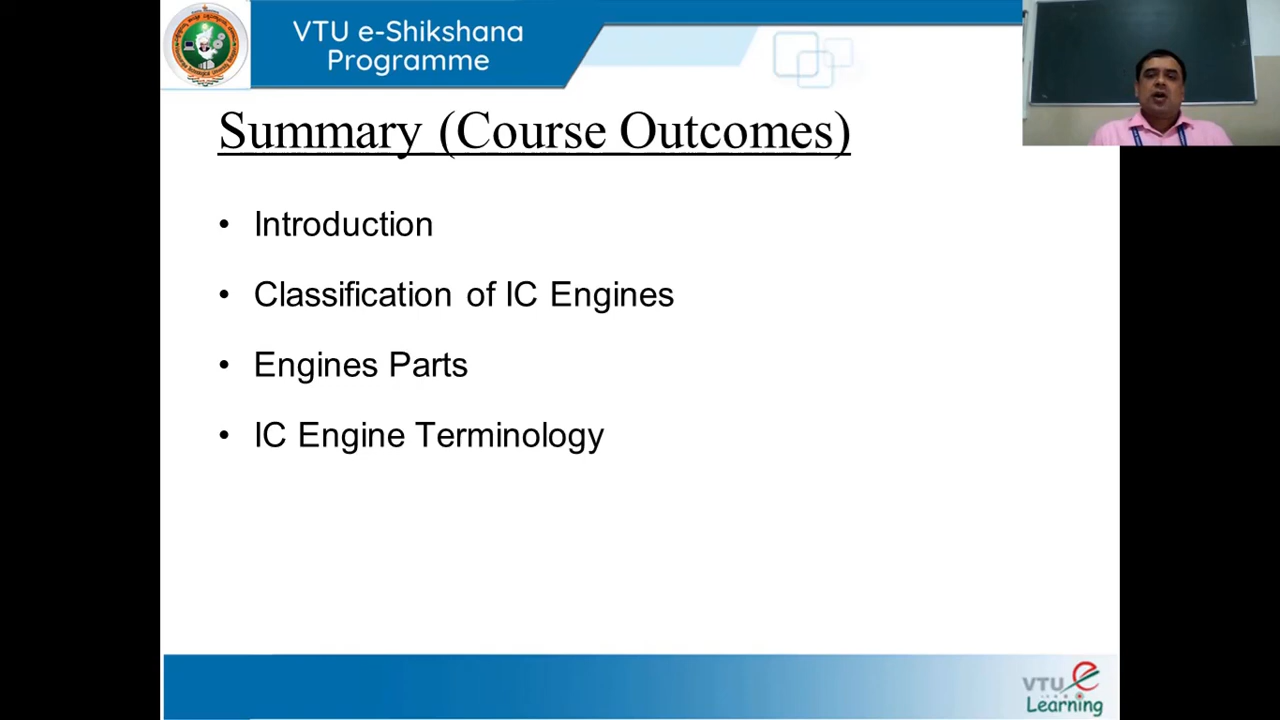 VTU e-Shikshana
Programme
Summary (Course Outcomes)
• Introduction
• Classification of IC Engines
• Engines Parts
• IC Engine Terminology
VTU e
Learning